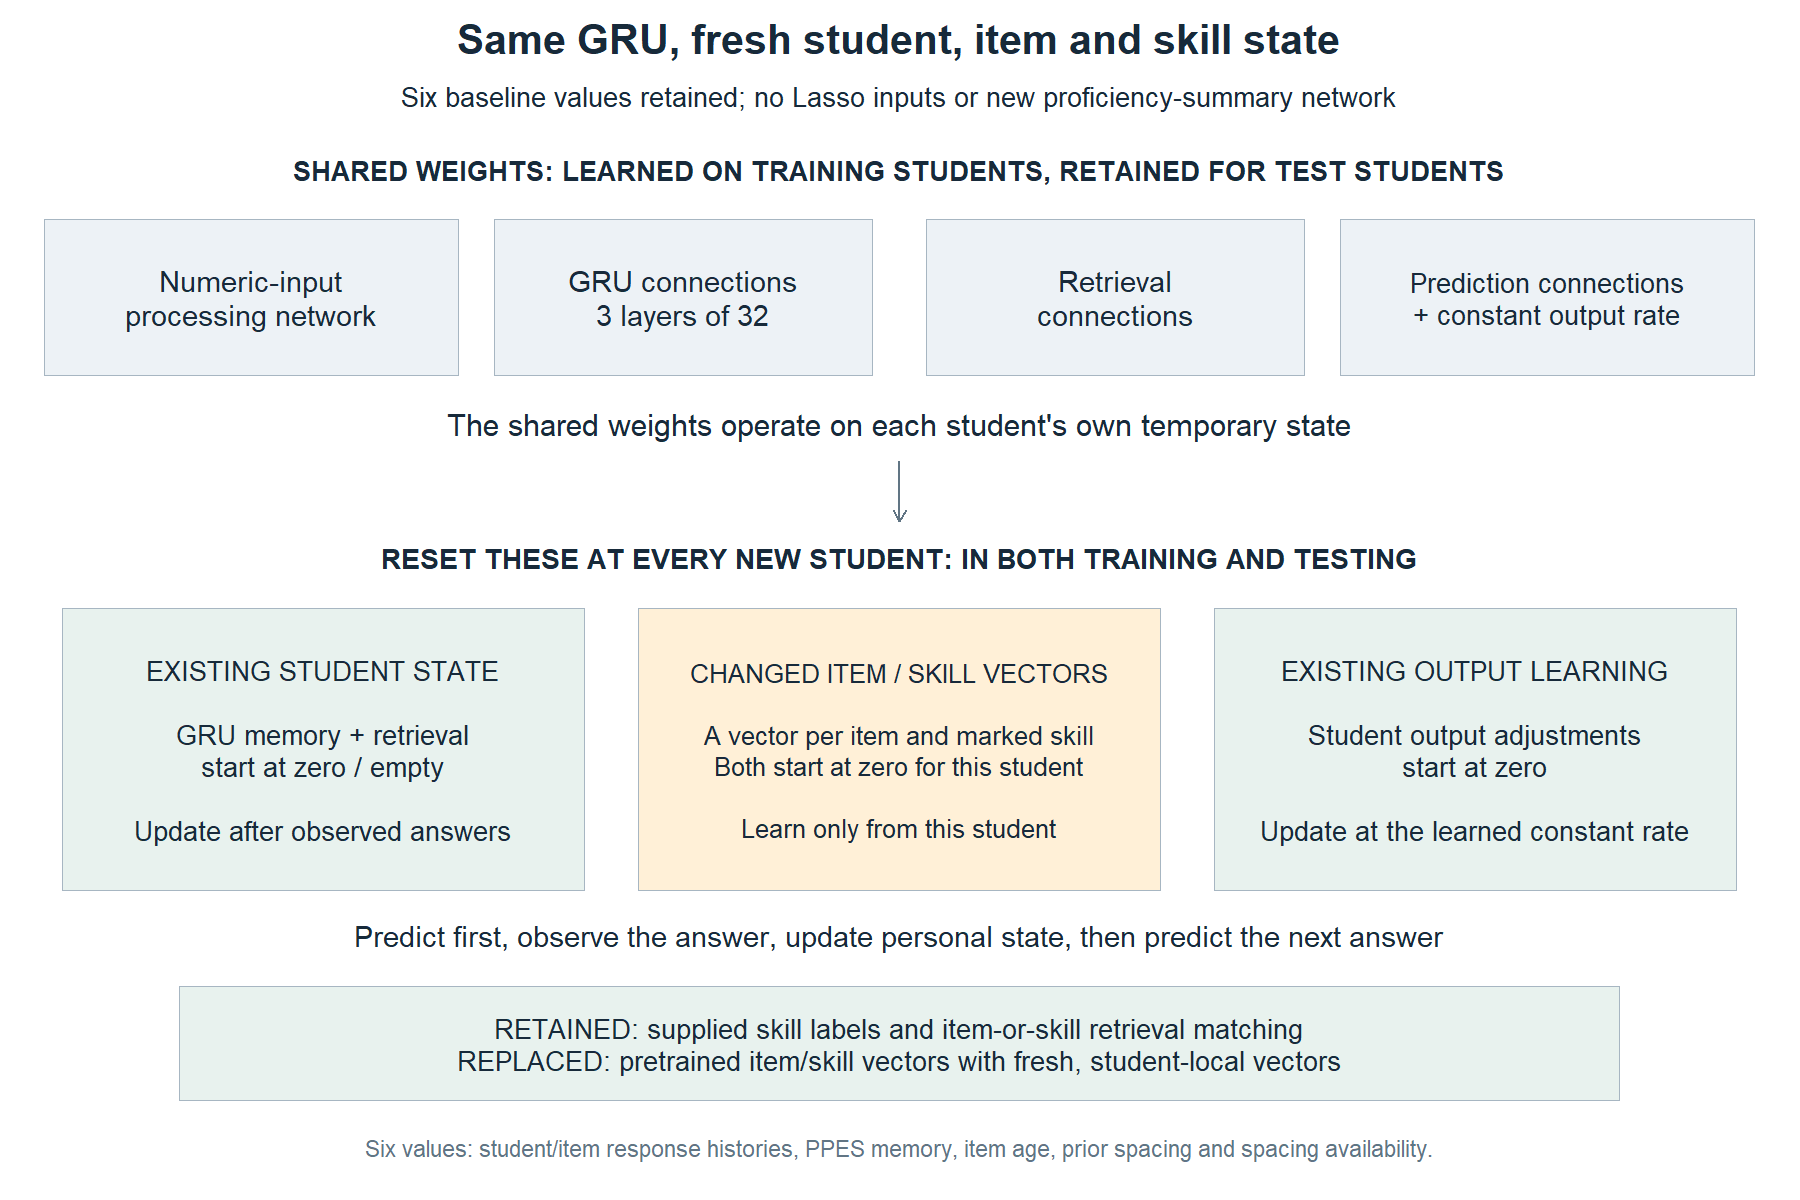 Same GRU, fresh student, item and skill state
Six baseline values retained; no Lasso inputs or new proficiency-summary network
SHARED WEIGHTS: LEARNED ON TRAINING STUDENTS, RETAINED FOR TEST STUDENTS
Numeric-input
processing network
GRU connections
3 layers of 32
Retrieval
connections
Prediction connections
+ constant output rate
The shared weights operate on each student's own temporary state
RESET THESE AT EVERY NEW STUDENT: IN BOTH TRAINING AND TESTING
EXISTING STUDENT STATE
GRU memory + retrieval
start at zero / empty
Update after observed answers
CHANGED ITEM / SKILL VECTORS
A vector per item and marked skill
Both start at zero for this student
Learn only from this student
EXISTING OUTPUT LEARNING
Student output adjustments
start at zero
Update at the learned constant rate
Predict first, observe the answer, update personal state, then predict the next answer
RETAINED: supplied skill labels and item-or-skill retrieval matching
REPLACED: pretrained item/skill vectors with fresh, student-local vectors
Six values: student/item response histories, PPES memory, item age, prior spacing and spacing availability.